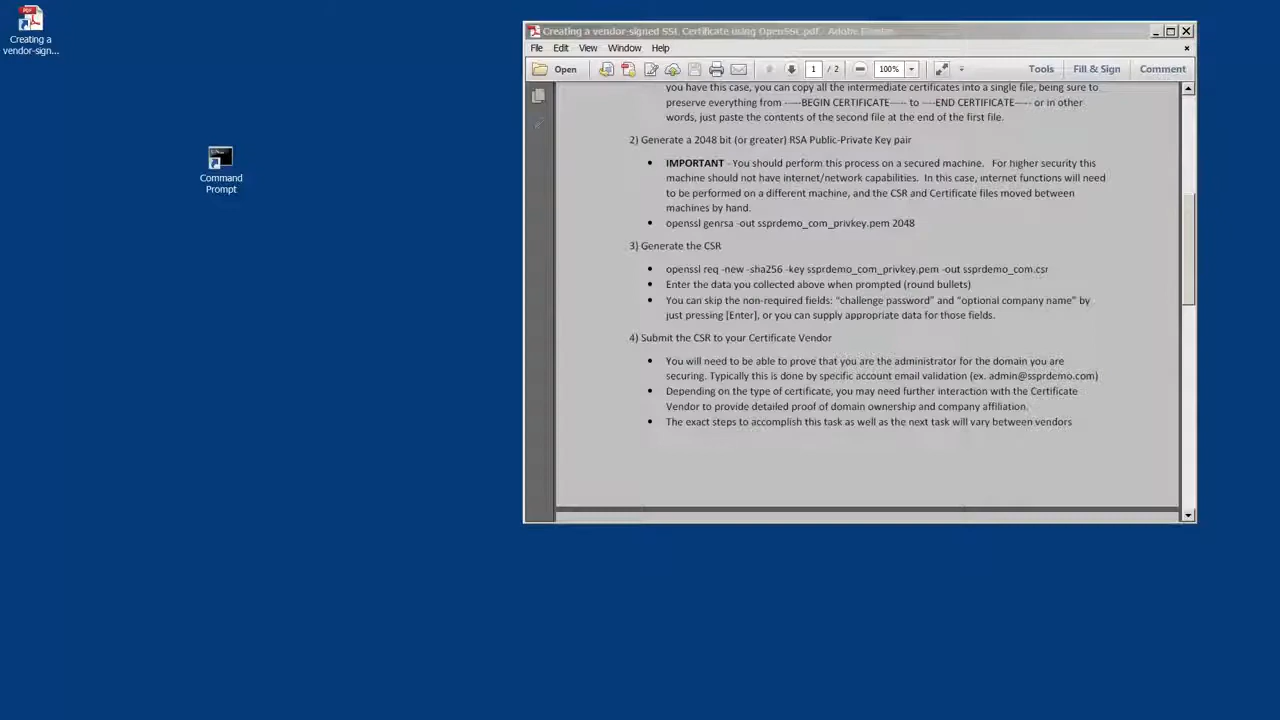 Creating a
vendor-sign...
Command
Prompt
Creating a vendor-signed SSL Certificate using OpenSSL.pdf - Adobe Reader
File Edit View Window Help
Open 1 / 2 100% Tools Fill & Sign Comment
you have this case, you can copy all the intermediate certificates into a single file, being sure to
preserve everything from -----BEGIN CERTIFICATE----- to ----END CERTIFICATE----- or in other
words, just paste the contents of the second file at the end of the first file.
2) Generate a 2048 bit (or greater) RSA Public-Private Key pair
• IMPORTANT - You should perform this process on a secured machine. For higher security this
machine should not have internet/network capabilities. In this case, internet functions will need
to be performed on a different machine, and the CSR and Certificate files moved between
machines by hand.
• openssl genrsa -out ssprdemo_com_privkey.pem 2048
3) Generate the CSR
• openssl req -new -sha256 -key ssprdemo_com_privkey.pem -out ssprdemo_com.csr
• Enter the data you collected above when prompted (round bullets)
• You can skip the non-required fields: “challenge password” and “optional company name” by
just pressing [Enter], or you can supply appropriate data for those fields.
4) Submit the CSR to your Certificate Vendor
• You will need to be able to prove that you are the administrator for the domain you are
securing. Typically this is done by specific account email validation (ex. admin@ssprdemo.com)
• Depending on the type of certificate, you may need further interaction with the Certificate
Vendor to provide detailed proof of domain ownership and company affiliation.
• The exact steps to accomplish this task as well as the next task will vary between vendors